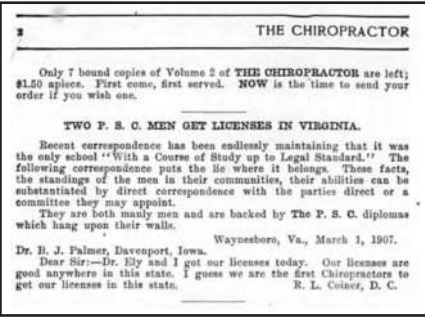 2 THE CHIROPRACTOR
Only 7 bound copies of Volume 2 of THE CHIROPRACTOR are left;
$1.50 apiece. First come, first served. NOW is the time to send your
order if you wish one.
TWO P. S. C. MEN GET LICENSES IN VIRGINIA.
Recent correspondence has been endlessly maintaining that it was
the only school "With a Course of Study up to Legal Standard." The
following correspondence puts the lie where it belongs. These facts,
the standings of the men in their communities, their abilities can be
substantiated by direct correspondence with the parties direct or a
committee they may appoint.
They are both manly men and are backed by The P. S. C. diplomas
which hang upon their walls.
Waynesboro, Va., March 1, 1907.
Dr. B. J. Palmer, Davenport, Iowa.
Dear Sir:—Dr. Ely and I got our licenses today. Our licenses are
good anywhere in this state. I guess we are the first Chiropractors to
get our licenses in this state. R. L. Coiner, D. C.